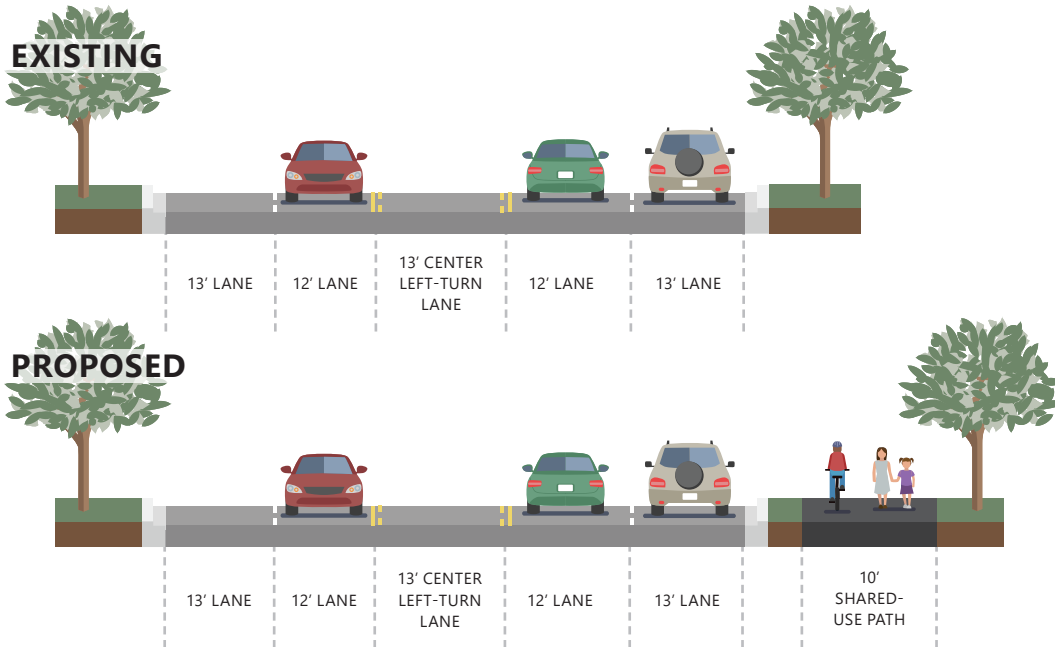 EXISTING
13’ LANE
12’ LANE
13’ CENTER
LEFT-TURN
LANE
12’ LANE
13’ LANE
PROPOSED
13’ LANE
12’ LANE
13’ CENTER
LEFT-TURN
LANE
12’ LANE
13’ LANE
10’
SHARED-
USE PATH